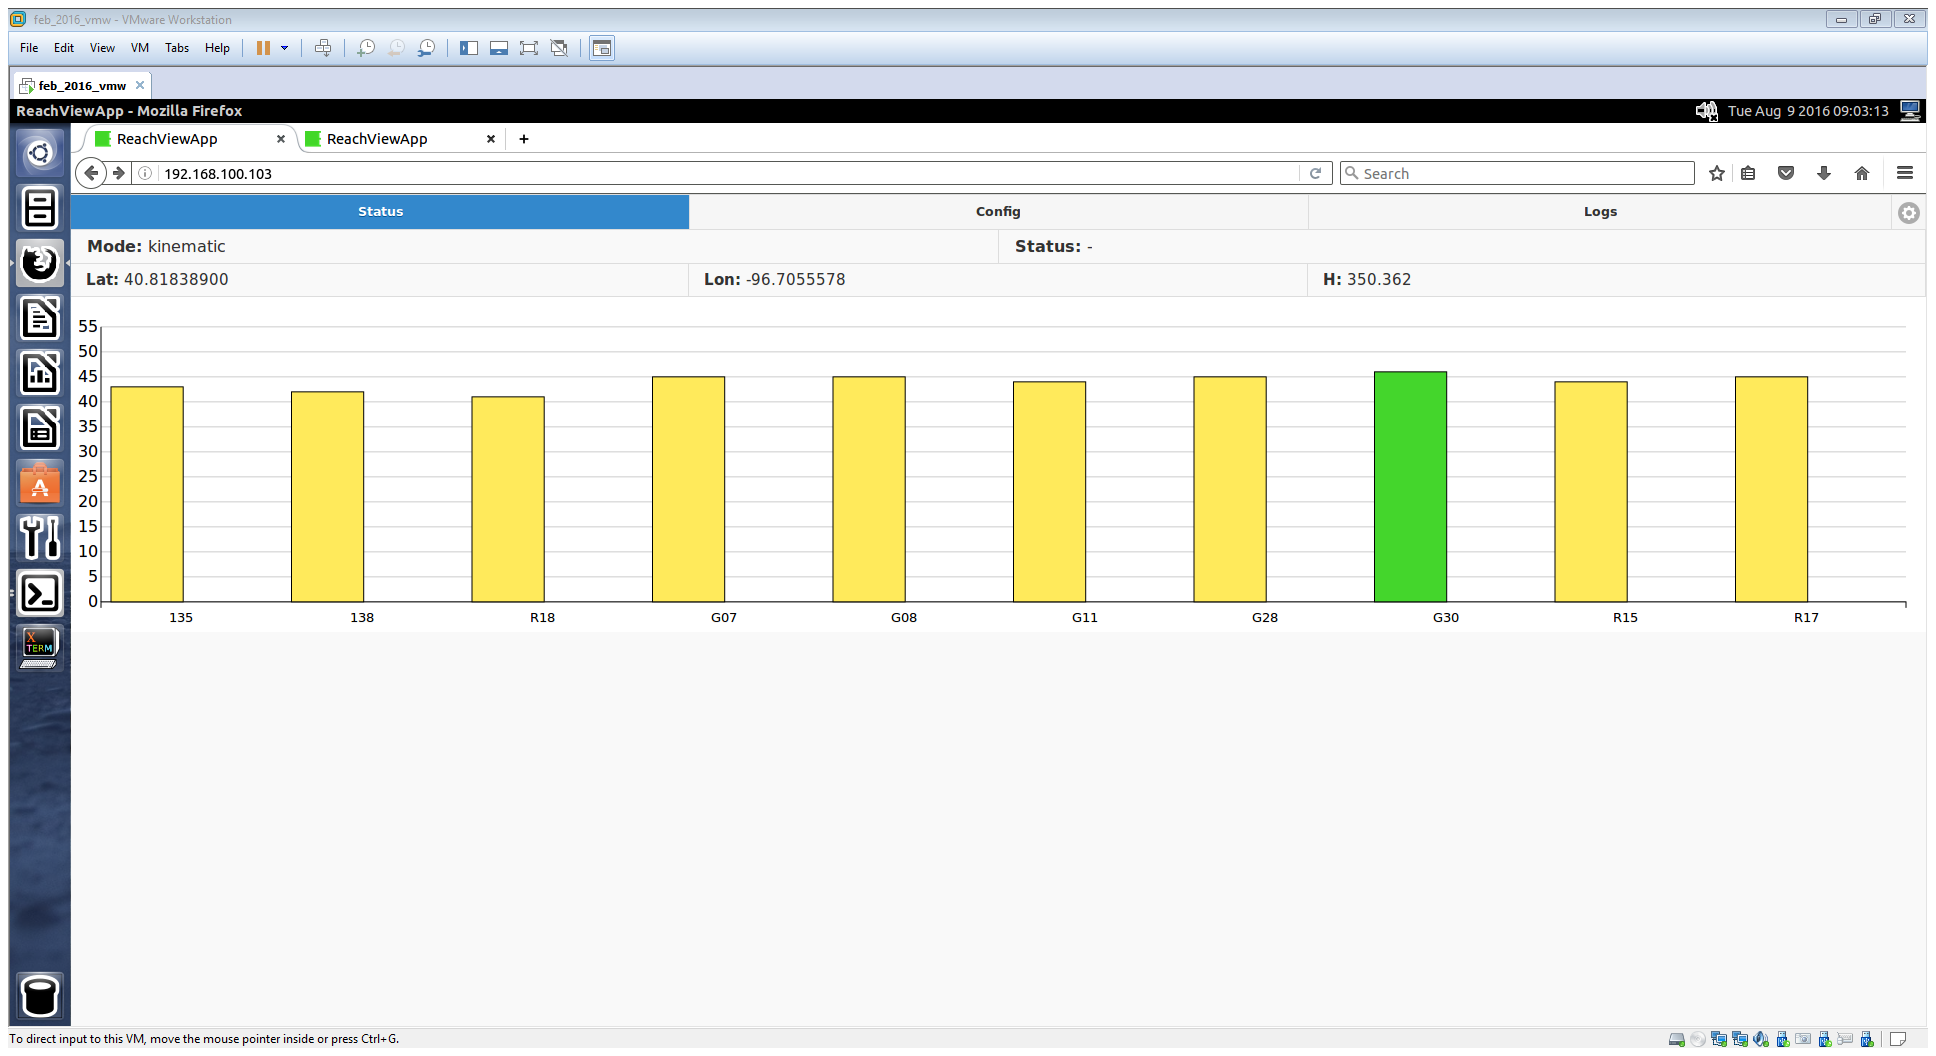 feb_2016_vmw - VMware Workstation
File Edit View VM Tabs Help
feb_2016_vmw
ReachViewApp - Mozilla Firefox Tue Aug 9 2016 09:03:13
ReachViewApp ReachViewApp
192.168.100.103 Search
Status Config Logs
Mode: kinematic Status: -
Lat: 40.81838900 Lon: -96.7055578 H: 350.362
55
50
45
40
35
30
25
20
15
10
5
0
135 138 R18 G07 G08 G11 G28 G30 R15 R17
X
TERM
To direct input to this VM, move the mouse pointer inside or press Ctrl+G.